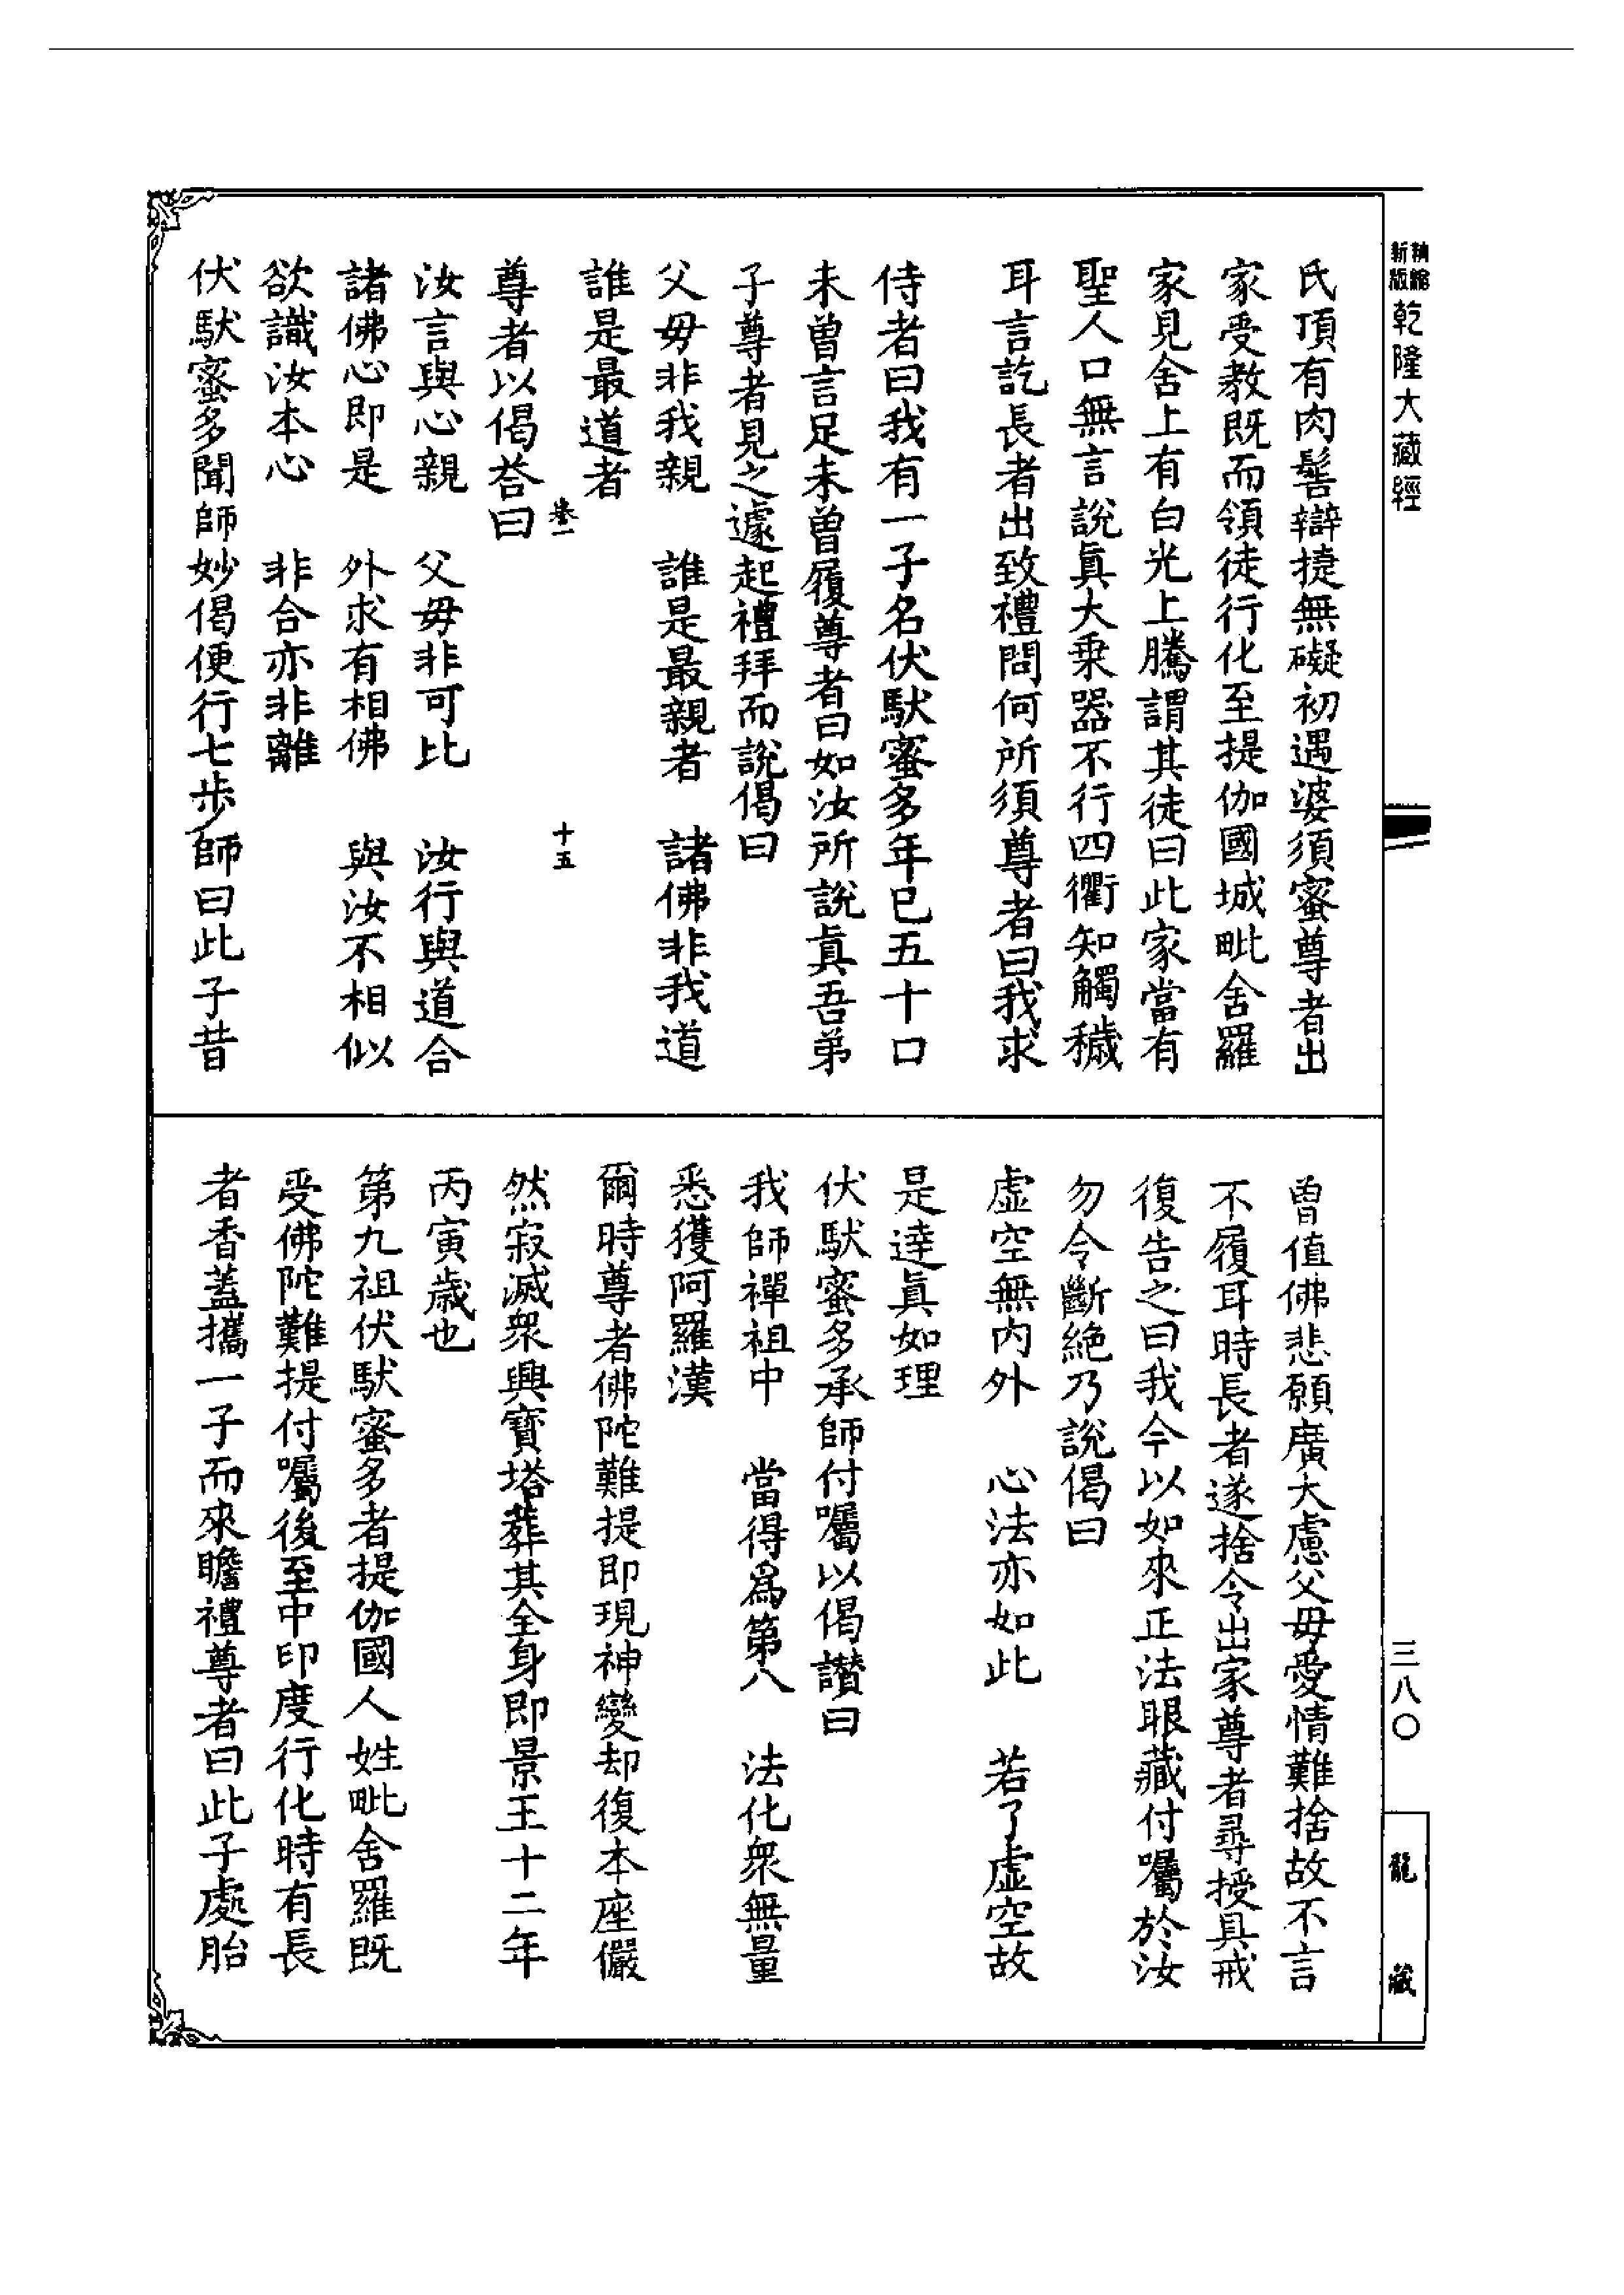 精縮新版 乾隆大藏經
三八〇
龍藏
氏頂有肉髻辯捷無礙初遇婆須蜜尊者出
家受教既而領徒行化至提伽國城毗舍羅
家見舍上有白光上騰謂其徒曰此家當有
聖人口無言說真大乘器不行四衢知觸穢
耳言訖長者出致禮問何所須尊者曰我求
侍者曰我有一子名伏馱蜜多年已五十口
未曾言足未曾履尊者曰如汝所說真吾弟
子尊者見之遽起禮拜而說偈曰
父母非我親 誰是最親者 諸佛非我道
誰是最道者
卷一 十五
尊者以偈荅曰
汝言與心親 父母非可比 汝行與道合
諸佛心即是 外求有相佛 與汝不相似
欲識汝本心 非合亦非離
伏馱蜜多聞師妙偈便行七步師曰此子昔
曾值佛悲願廣大慮父母愛情難捨故不言
不履耳時長者遂捨令出家尊者尋授具戒
復告之曰我今以如來正法眼藏付囑於汝
勿令斷絕乃說偈曰
虛空無內外 心法亦如此 若了虛空故
是達真如理
伏馱蜜多承師付囑以偈讚曰
我師禪祖中 當得為第八 法化衆無量
悉獲阿羅漢
爾時尊者佛陀難提即現神變却復本座儼
然寂滅衆興寶塔葬其全身即景王十二年
丙寅歲也
第九祖伏馱蜜多者提伽國人姓毗舍羅既
受佛陀難提付囑後至中印度行化時有長
者香蓋攜一子而來瞻禮尊者曰此子處胎